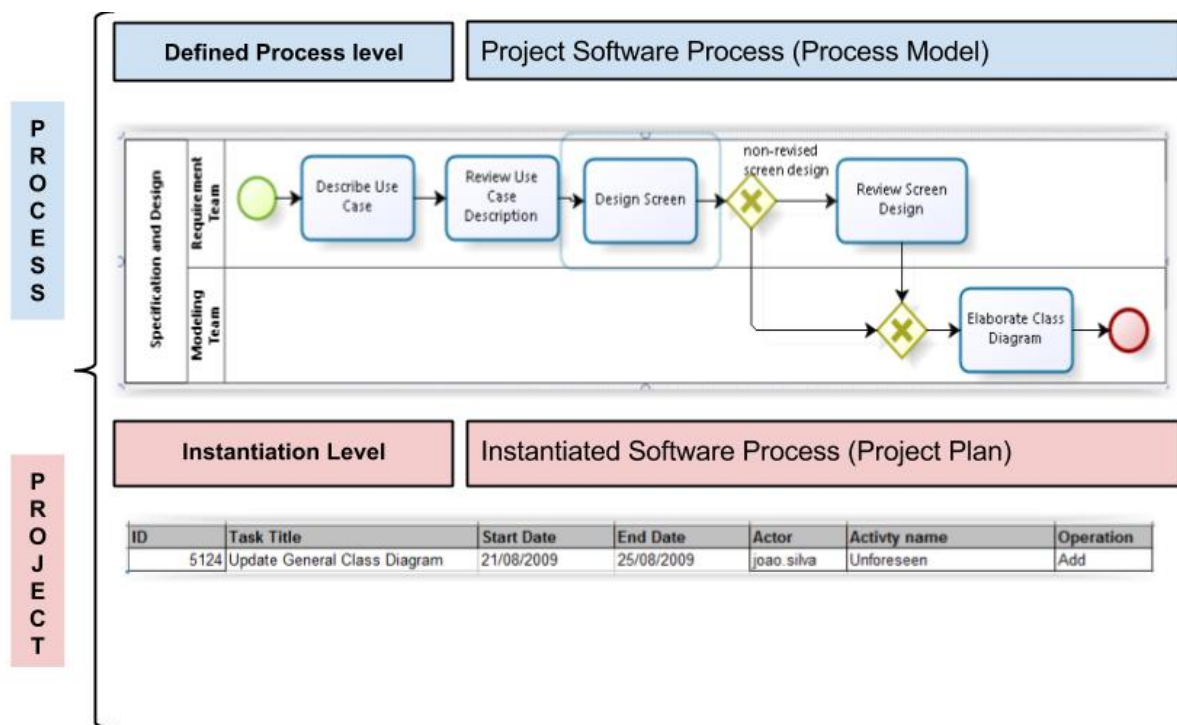 Defined Process level
Project Software Process (Process Model)
PROCESS
Specification and Design
Requirement
Team
Modeling
Team
Describe Use
Case
Review Use
Case
Description
Design Screen
non-revised
screen design
Review Screen
Design
Elaborate Class
Diagram
Instantiation Level
Instantiated Software Process (Project Plan)
PROJECT
ID Task Title Start Date End Date Actor Activty name Operation
5124 Update General Class Diagram 21/08/2009 25/08/2009 joao.silva Unforeseen Add